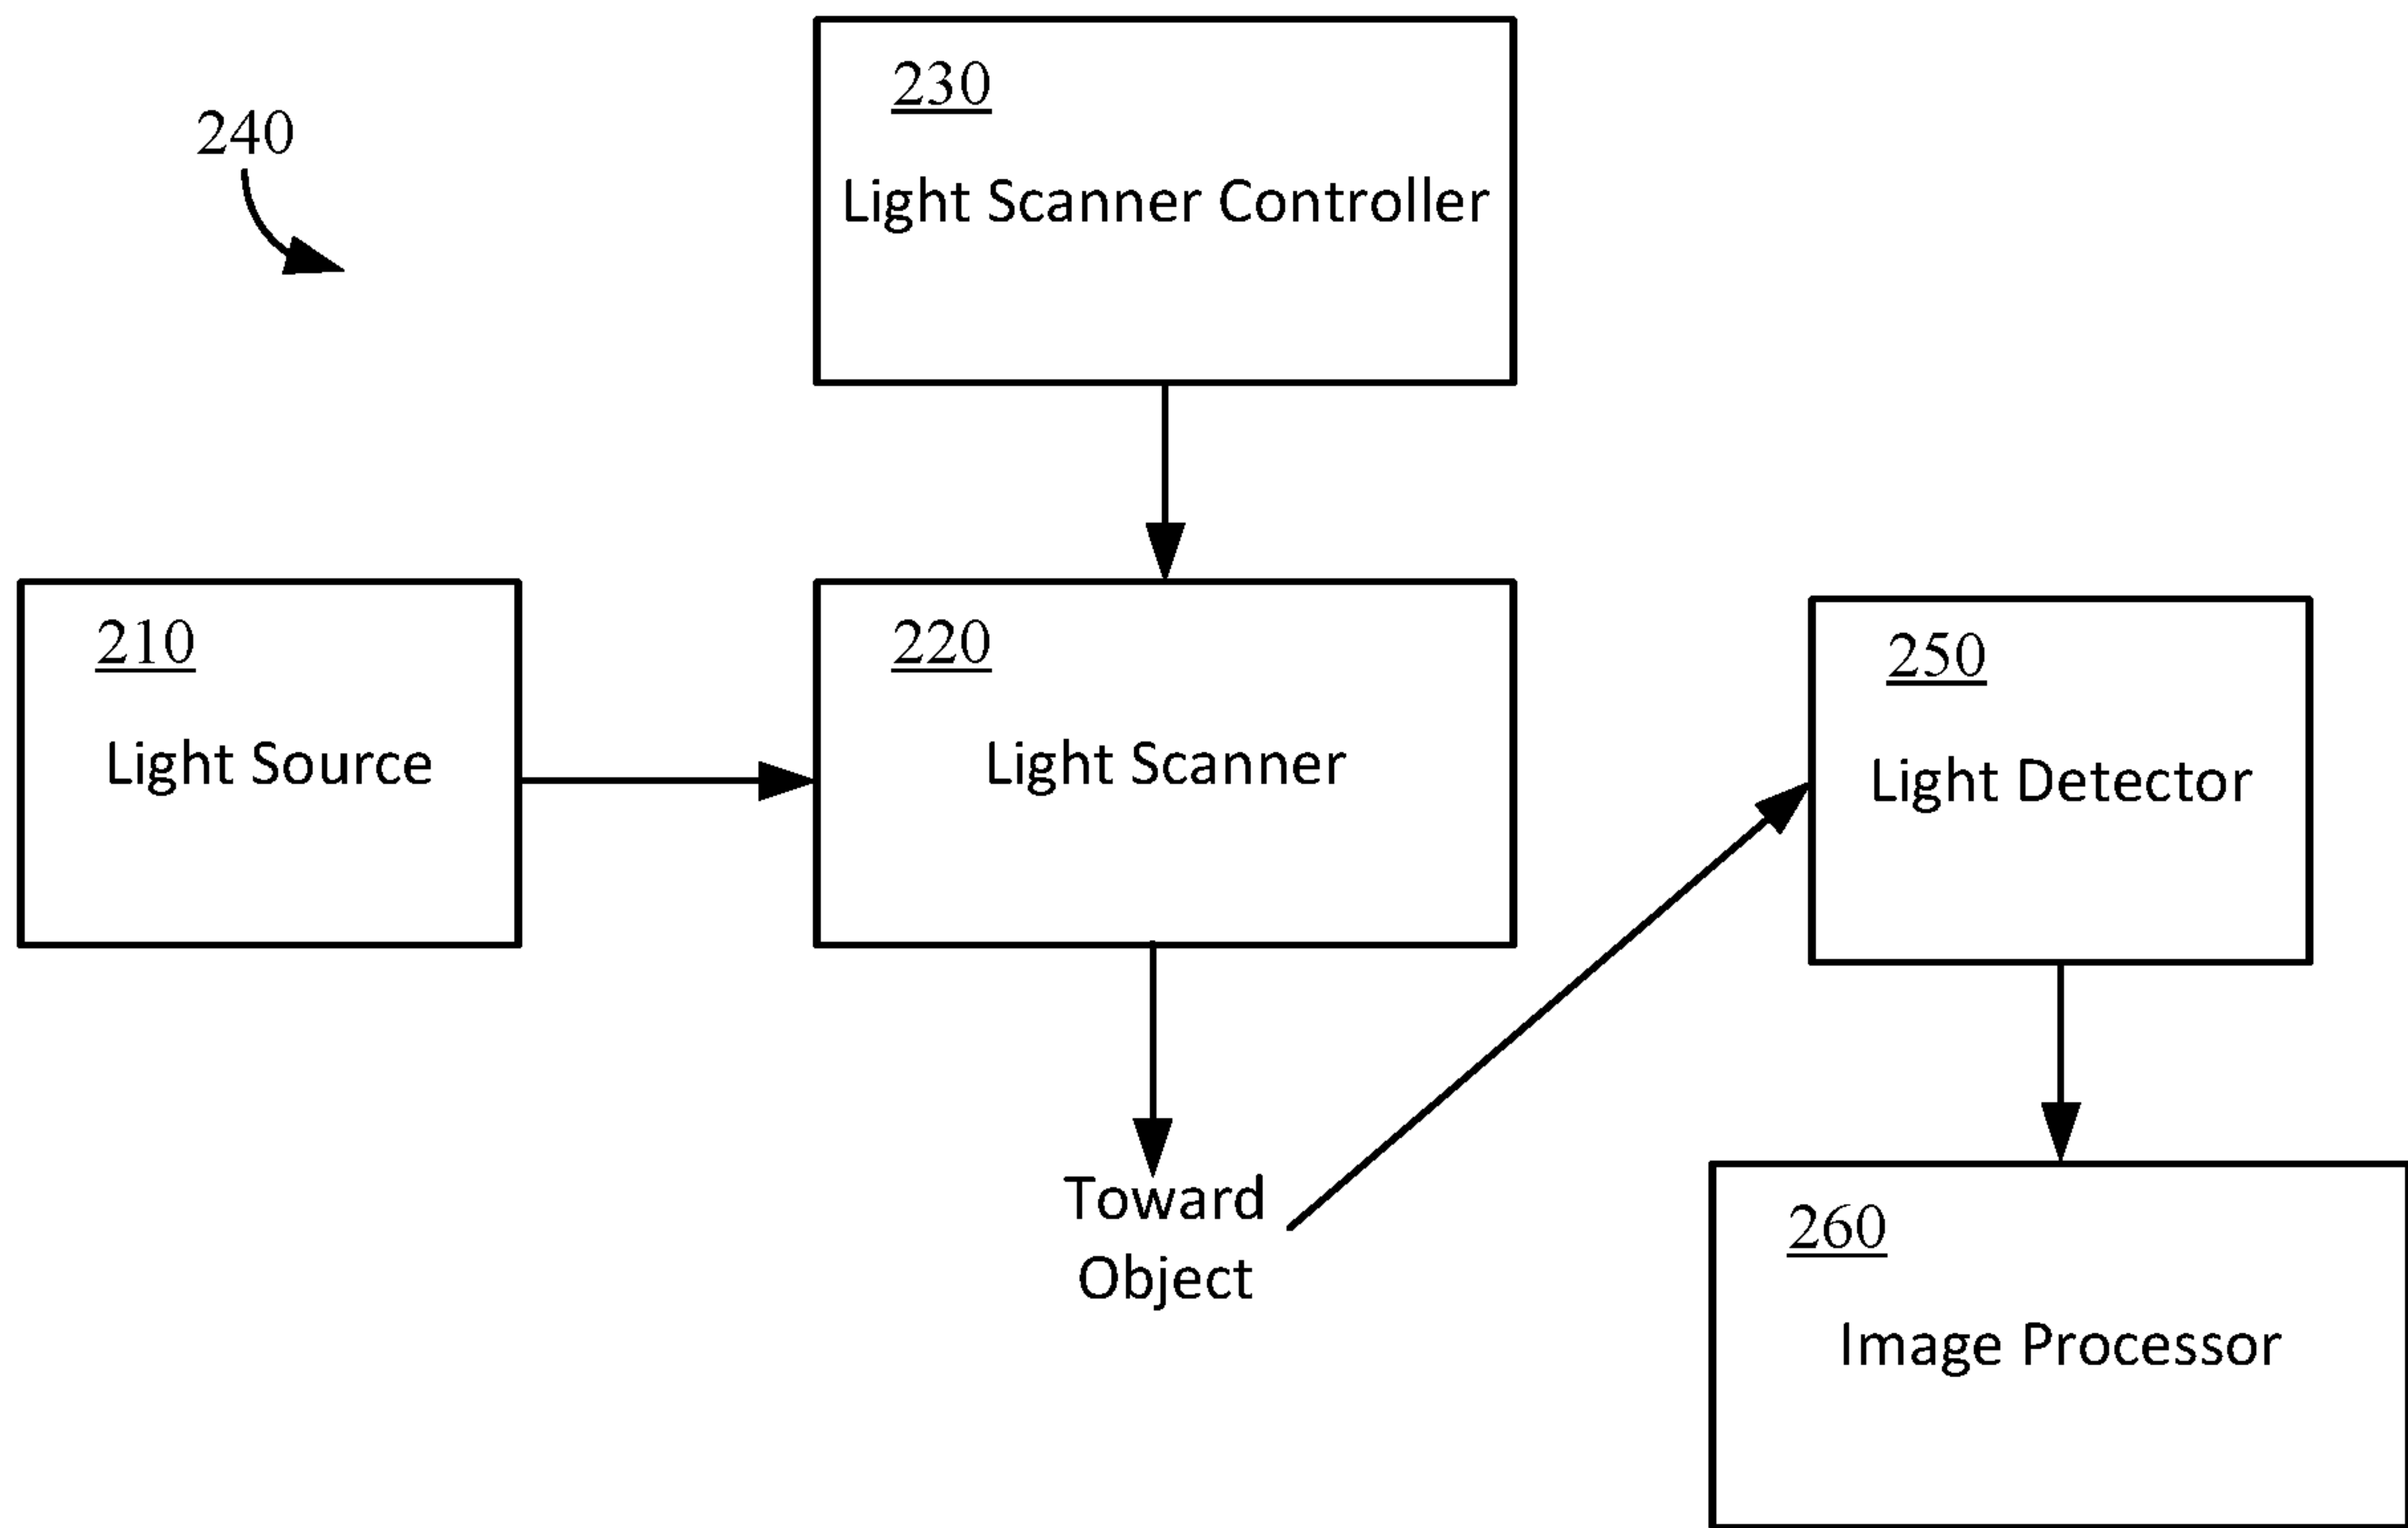 230
Light Scanner Controller
240
210
Light Source
220
Light Scanner
250
Light Detector
Toward
Object
260
Image Processor